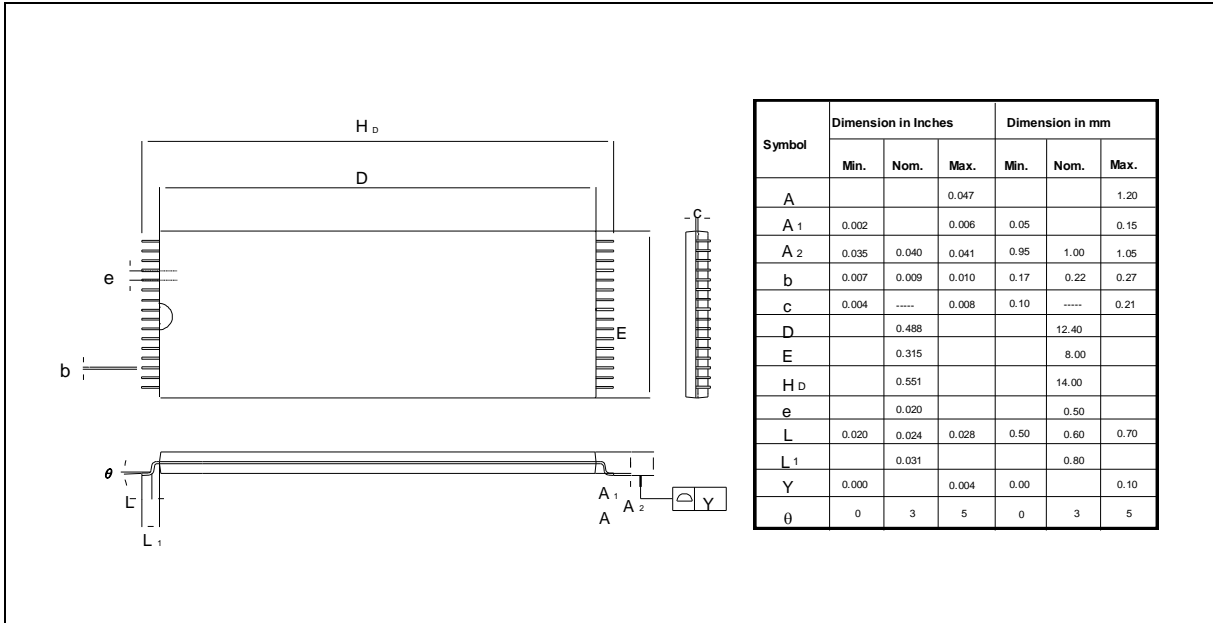 H D
D
c
e
E
b
θ
L
L 1
A 1
A
A 2
Y
Symbol Dimension in Inches Dimension in mm
Min. Nom. Max. Min. Nom. Max.
A 0.047 1.20
A 1 0.002 0.006 0.05 0.15
A 2 0.035 0.040 0.041 0.95 1.00 1.05
b 0.007 0.009 0.010 0.17 0.22 0.27
c 0.004 ----- 0.008 0.10 ----- 0.21
D 0.488 12.40
E 0.315 8.00
H D 0.551 14.00
e 0.020 0.50
L 0.020 0.024 0.028 0.50 0.60 0.70
L 1 0.031 0.80
Y 0.000 0.004 0.00 0.10
θ 0 3 5 0 3 5